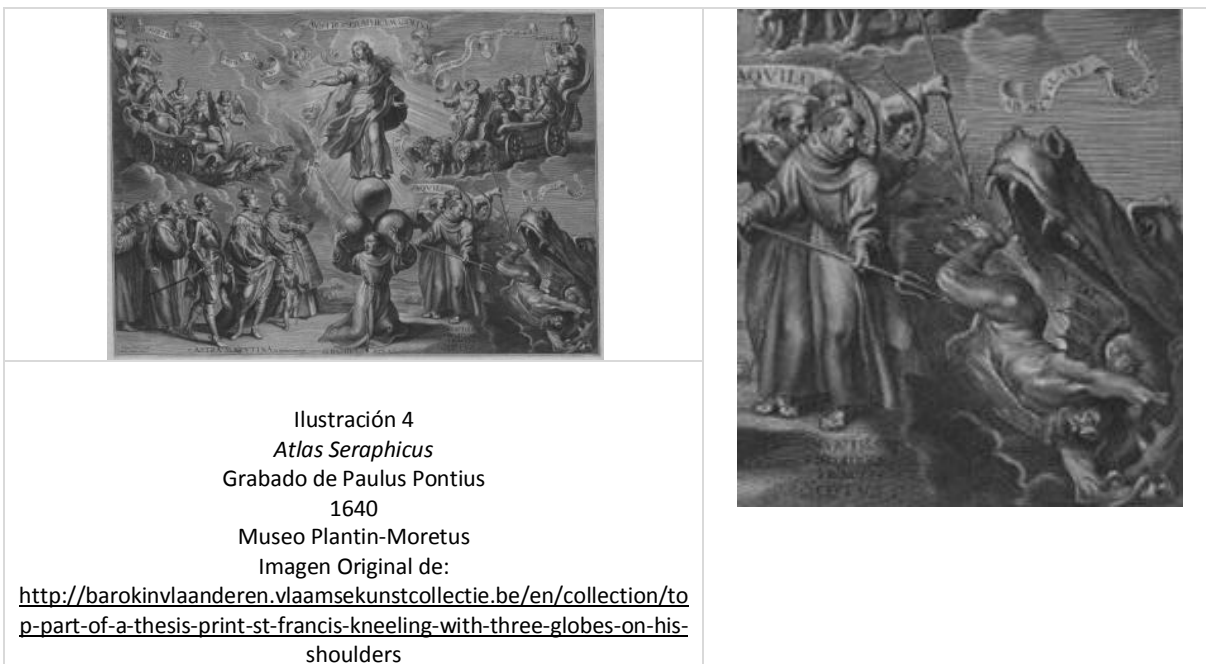 AQUILO
Ilustración 4
Atlas Seraphicus
Grabado de Paulus Pontius
1640
Museo Plantin-Moretus
Imagen Original de:
http://barokinvlaanderen.vlaamsekunstcollectie.be/en/collection/to
p-part-of-a-thesis-print-st-francis-kneeling-with-three-globes-on-his-
shoulders